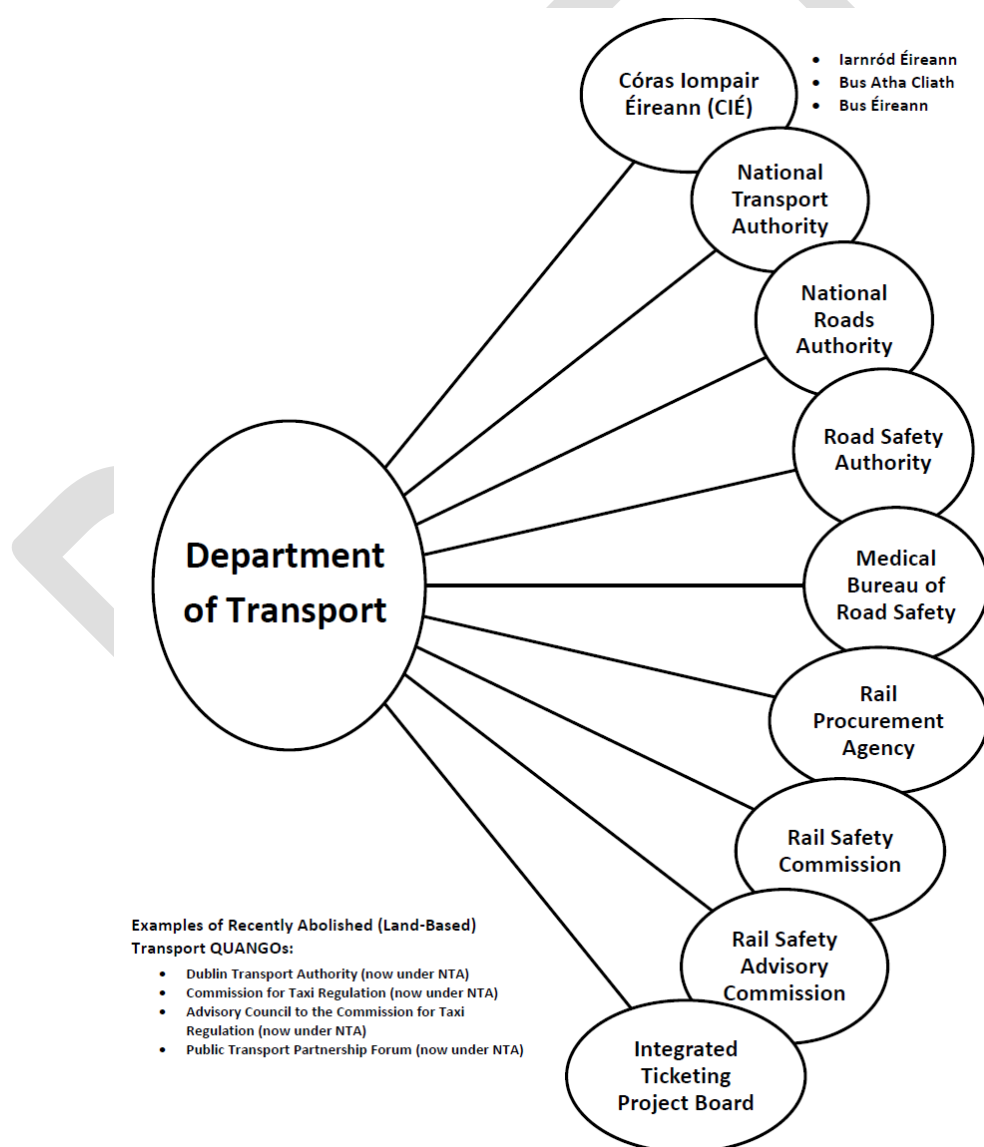 Córas Iompair
Éireann (CIÉ)
• Iarnród Éireann
• Bus Atha Cliath
• Bus Éireann
National
Transport
Authority
National
Roads
Authority
Road Safety
Authority
Department
of Transport
Medical
Bureau of
Road Safety
Rail
Procurement
Agency
Rail Safety
Commission
Rail Safety
Advisory
Commission
Integrated
Ticketing
Project Board
Examples of Recently Abolished (Land-Based)
Transport QUANGOs:
• Dublin Transport Authority (now under NTA)
• Commission for Taxi Regulation (now under NTA)
• Advisory Council to the Commission for Taxi
Regulation (now under NTA)
• Public Transport Partnership Forum (now under NTA)